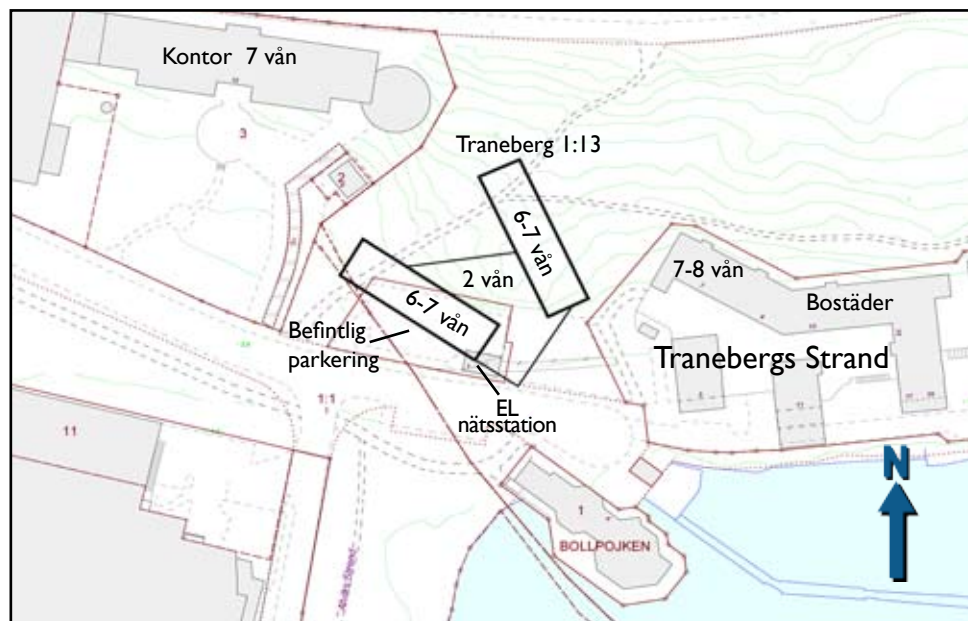 Kontor 7 vån
3
2
Traneberg 1:13
6-7 vån
7-8 vån
2 vån
6-7 vån
Bostäder
Befintlig
parkering
Tranebergs Strand
EL
nätsstation
1:1
11
N
1
BOLLPOJKEN